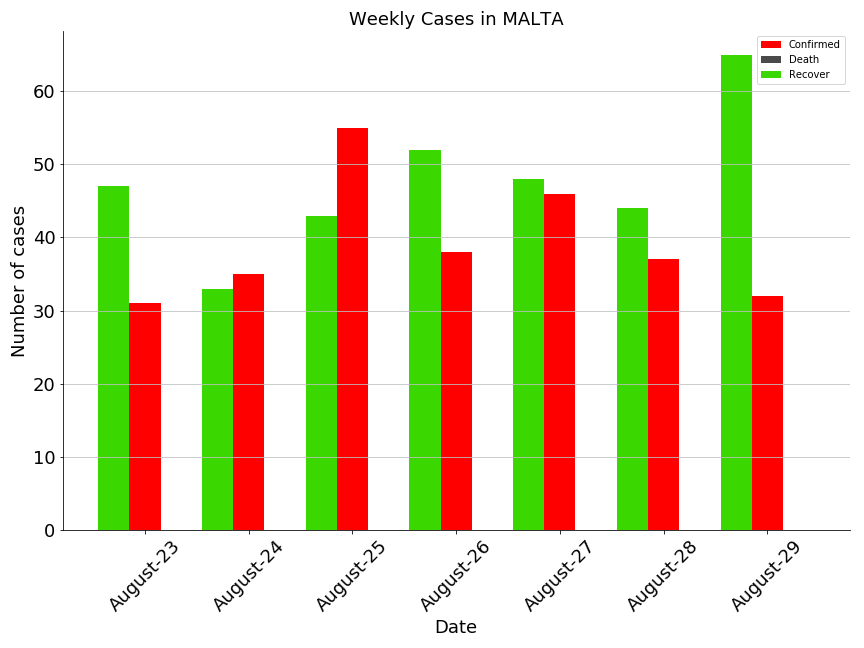 Weekly Cases in MALTA
Confirmed
Death
Recover
Number of cases
60
50
40
30
20
10
0
August-23
August-24
August-25
August-26
August-27
August-28
August-29
Date